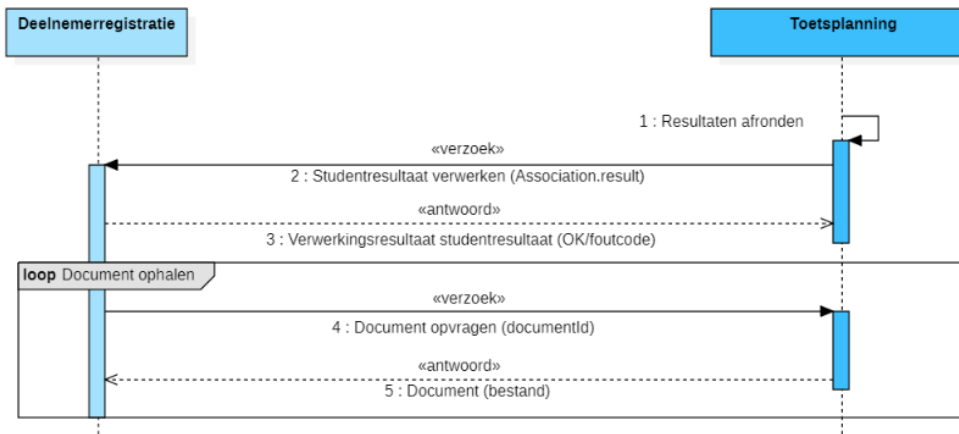 Deelnemerregistratie
Toetsplanning
1 : Resultaten afronden
«verzoek»
2 : Studentresultaat verwerken (Association.result)
«antwoord»
3 : Verwerkingsresultaat studentresultaat (OK/foutcode)
loop Document ophalen
«verzoek»
4 : Document opvragen (documentId)
«antwoord»
5 : Document (bestand)